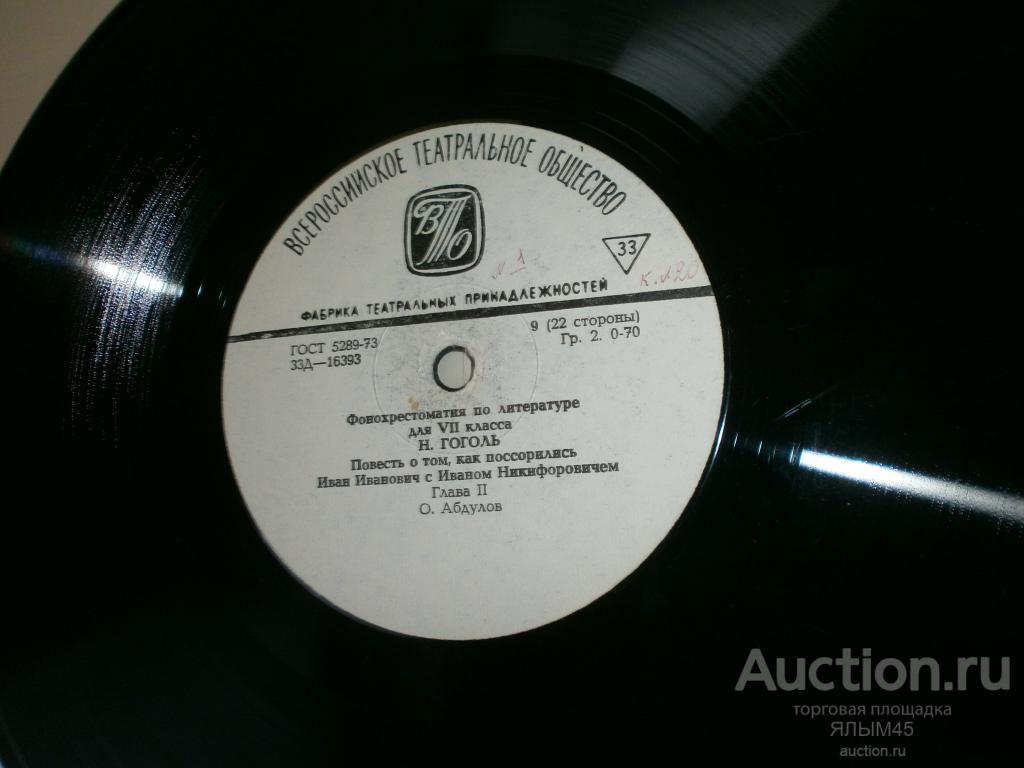 ВСЕРОССИЙСКОЕ ТЕАТРАЛЬНОЕ ОБЩЕСТВО
ВТО
33
ФАБРИКА ТЕАТРАЛЬНЫХ ПРИНАДЛЕЖНОСТЕЙ
ГОСТ 5289-73
33Д—16393
9 (22 стороны)
Гр. 2. 0-70
Фонохрестоматия по литературе
для VII класса
Н. ГОГОЛЬ
Повесть о том, как поссорились
Иван Иванович с Иваном Никифоровичем
Глава II
О. Абдулов
Auction.ru
торговая площадка
ЯЛЫМ45
auction.ru